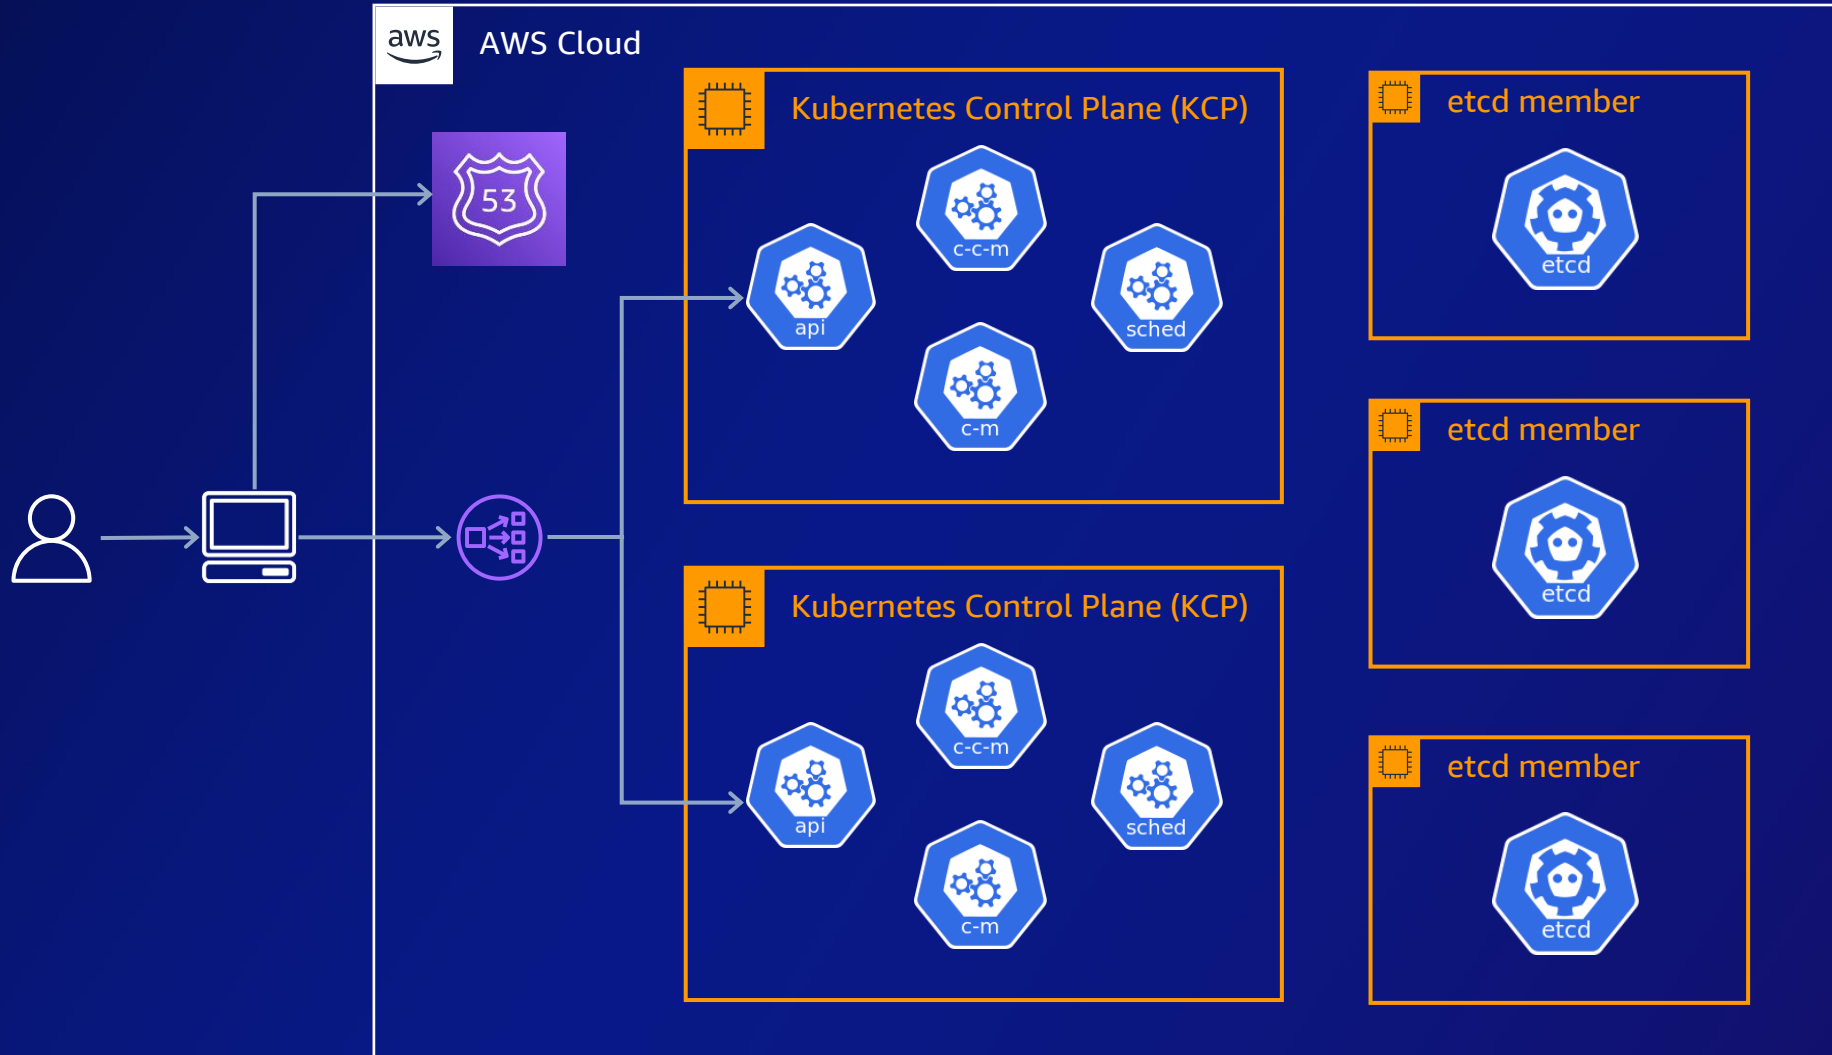 aws
AWS Cloud
53
Kubernetes Control Plane (KCP)
c-c-m
api
sched
c-m
Kubernetes Control Plane (KCP)
c-c-m
api
sched
c-m
etcd member
etcd
etcd member
etcd
etcd member
etcd